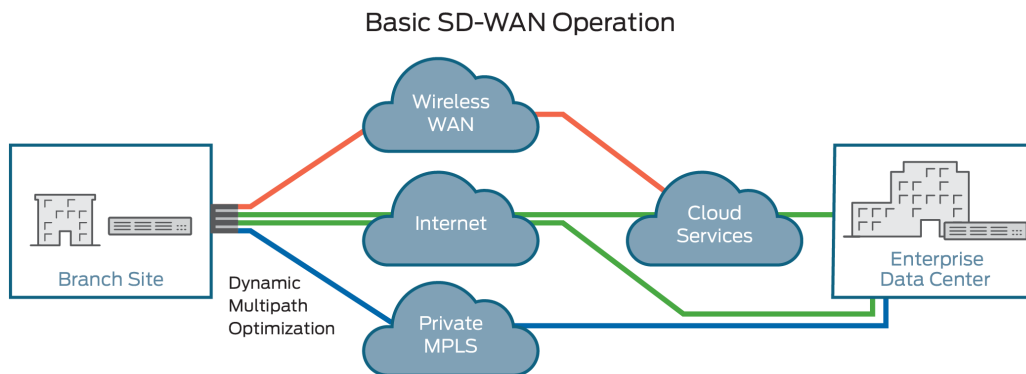 Basic SD-WAN Operation
Wireless
WAN
Internet
Cloud
Services
Branch Site
Enterprise
Data Center
Dynamic
Multipath
Optimization
Private
MPLS